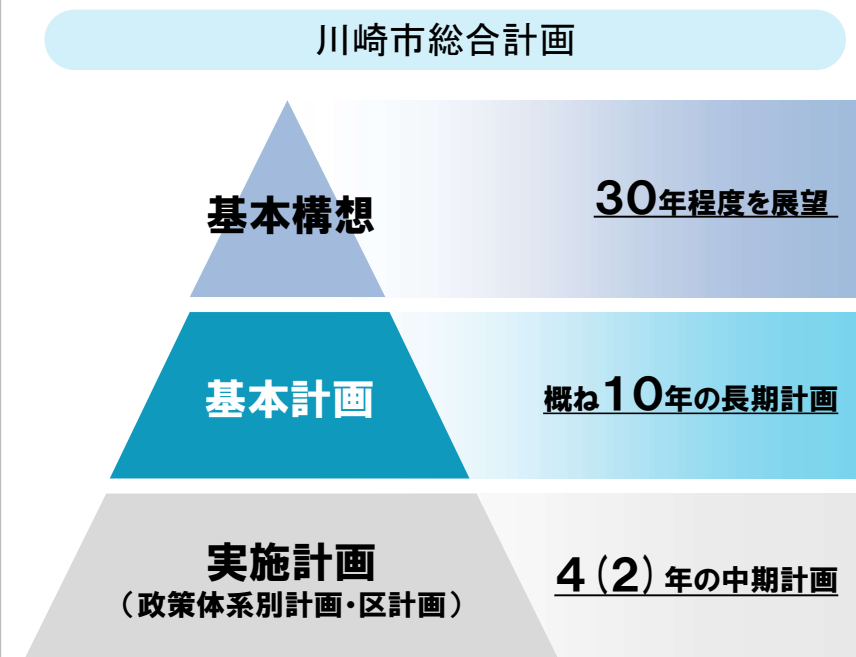 川崎市総合計画
基本構想
30年程度を展望
基本計画
概ね10年の長期計画
実施計画
（政策体系別計画・区計画）
4（2）年の中期計画